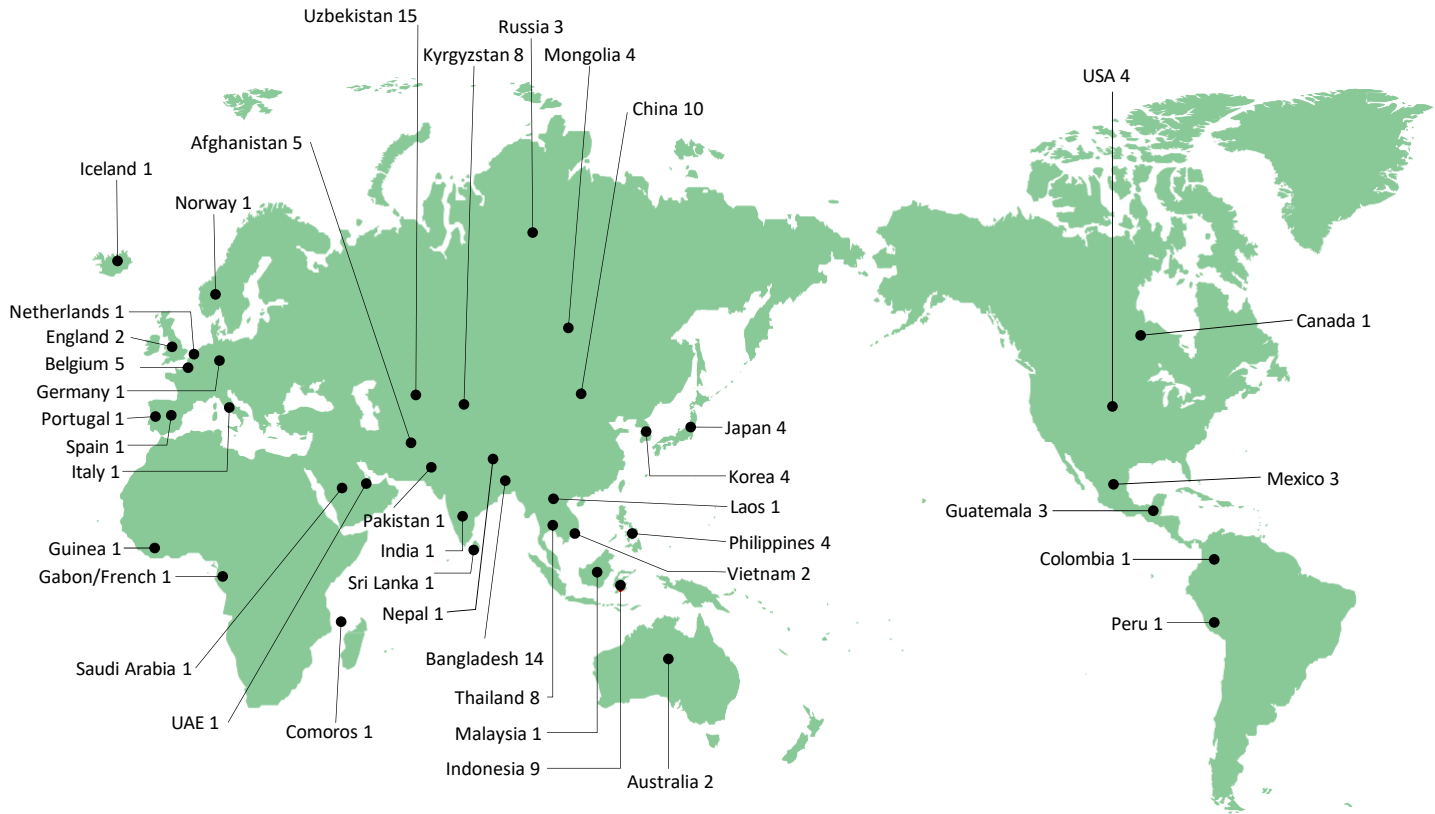 Uzbekistan 15
Russia 3
Kyrgyzstan 8
Mongolia 4
USA 4
China 10
Afghanistan 5
Iceland 1
Norway 1
Netherlands 1
England 2
Belgium 5
Germany 1
Portugal 1
Spain 1
Italy 1
Canada 1
Japan 4
Korea 4
Mexico 3
Laos 1
Guatemala 3
Pakistan 1
India 1
Philippines 4
Guinea 1
Colombia 1
Gabon/French 1
Sri Lanka 1
Vietnam 2
Nepal 1
Peru 1
Bangladesh 14
Saudi Arabia 1
Thailand 8
UAE 1
Comoros 1
Malaysia 1
Indonesia 9
Australia 2